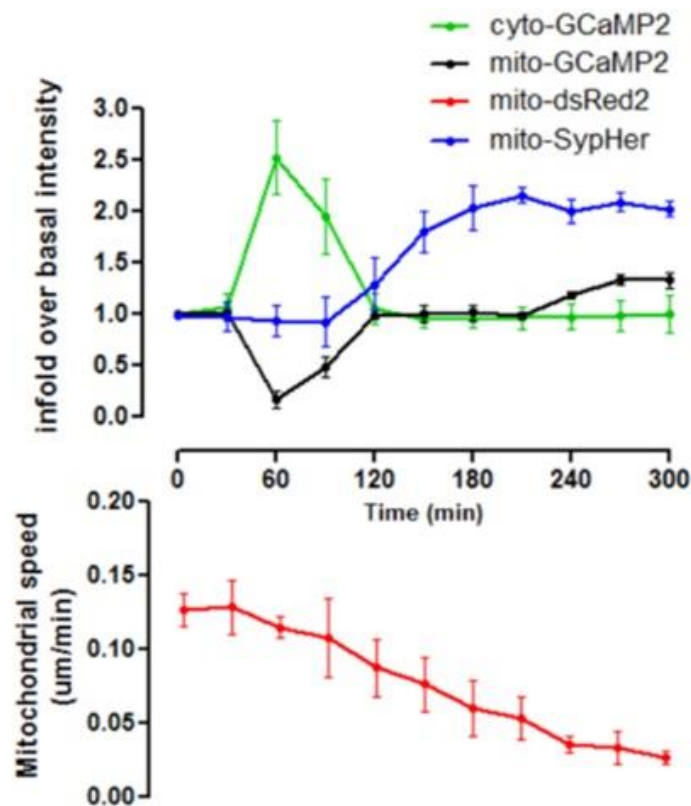 cyto-GCaMP2
mito-GCaMP2
mito-dsRed2
mito-SypHer
infold over basal intensity
3.0
2.5
2.0
1.5
1.0
0.5
0.0
0 60 120 180 240 300
Time (min)
Mitochondrial speed
(um/min)
0.20
0.15
0.10
0.05
0.00